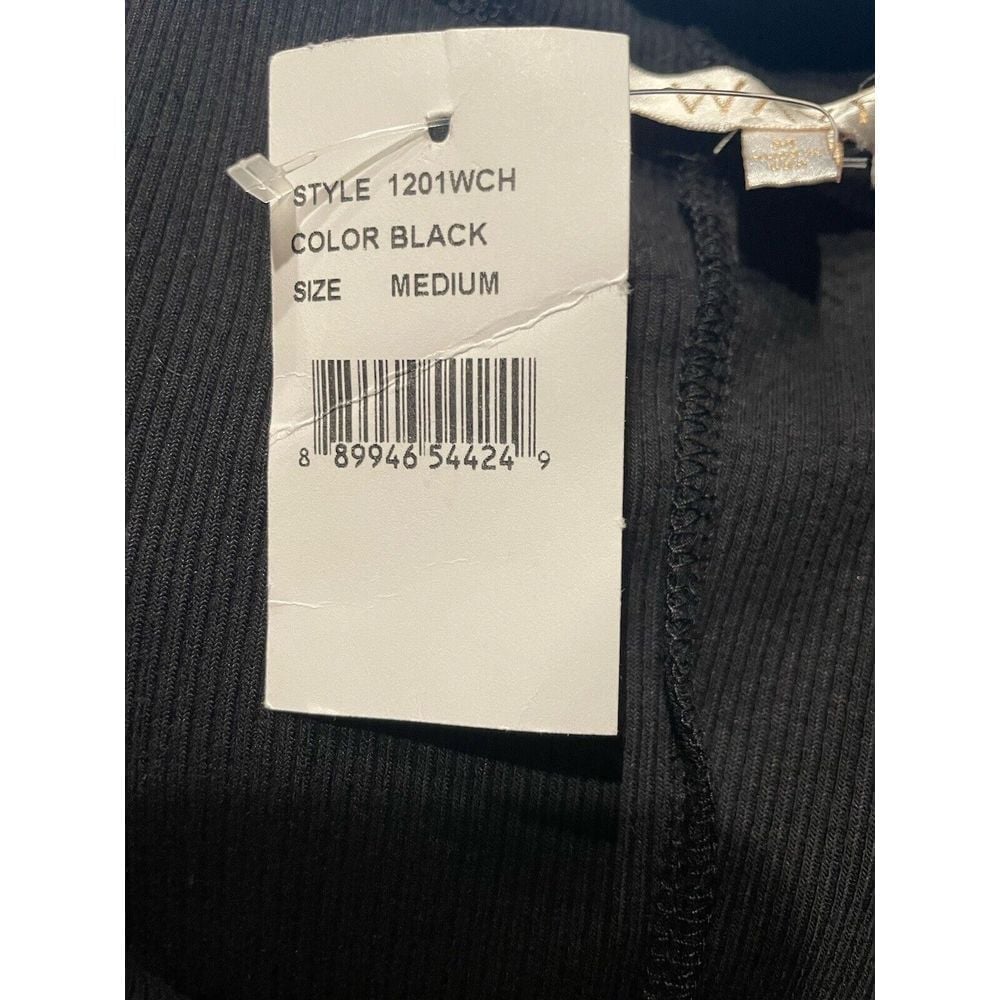 STYLE 1201WCH
COLOR BLACK
SIZE MEDIUM
8 89946 54424 9